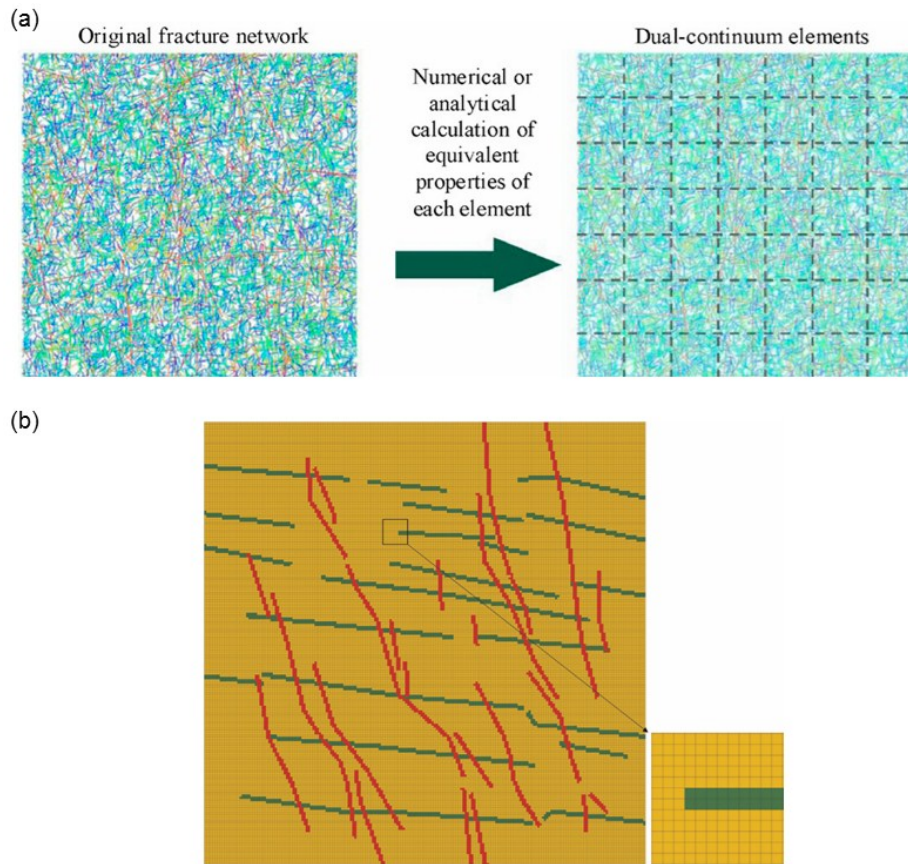 (a)
Original fracture network
Numerical or
analytical
calculation of
equivalent
properties of
each element
Dual-continuum elements
(b)